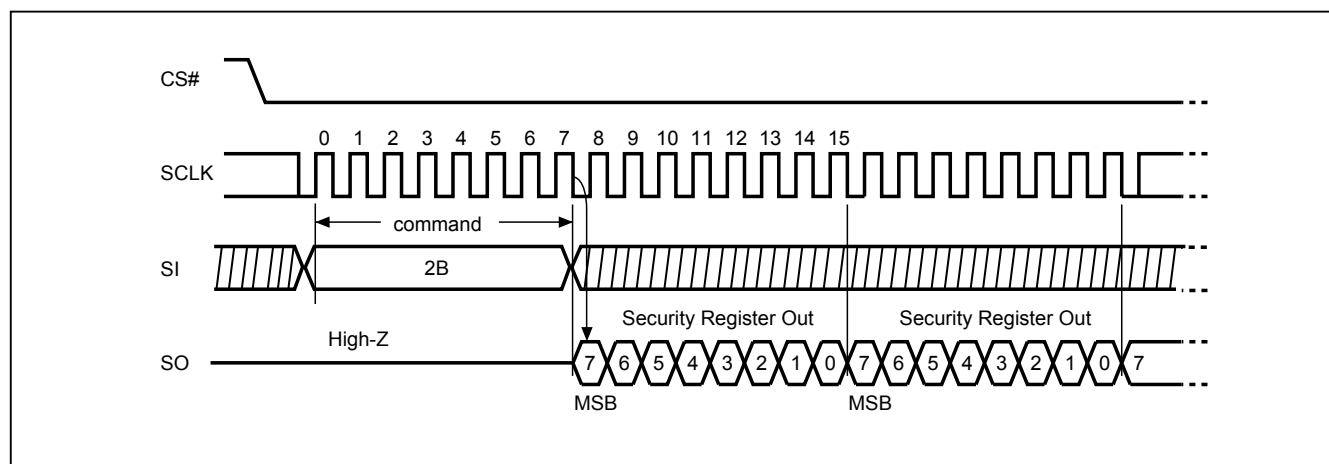 CS#
0 1 2 3 4 5 6 7 8 9 10 11 12 13 14 15
SCLK
command
SI
2B
Security Register Out Security Register Out
High-Z
SO
7 6 5 4 3 2 1 0 7 6 5 4 3 2 1 0 7
MSB MSB